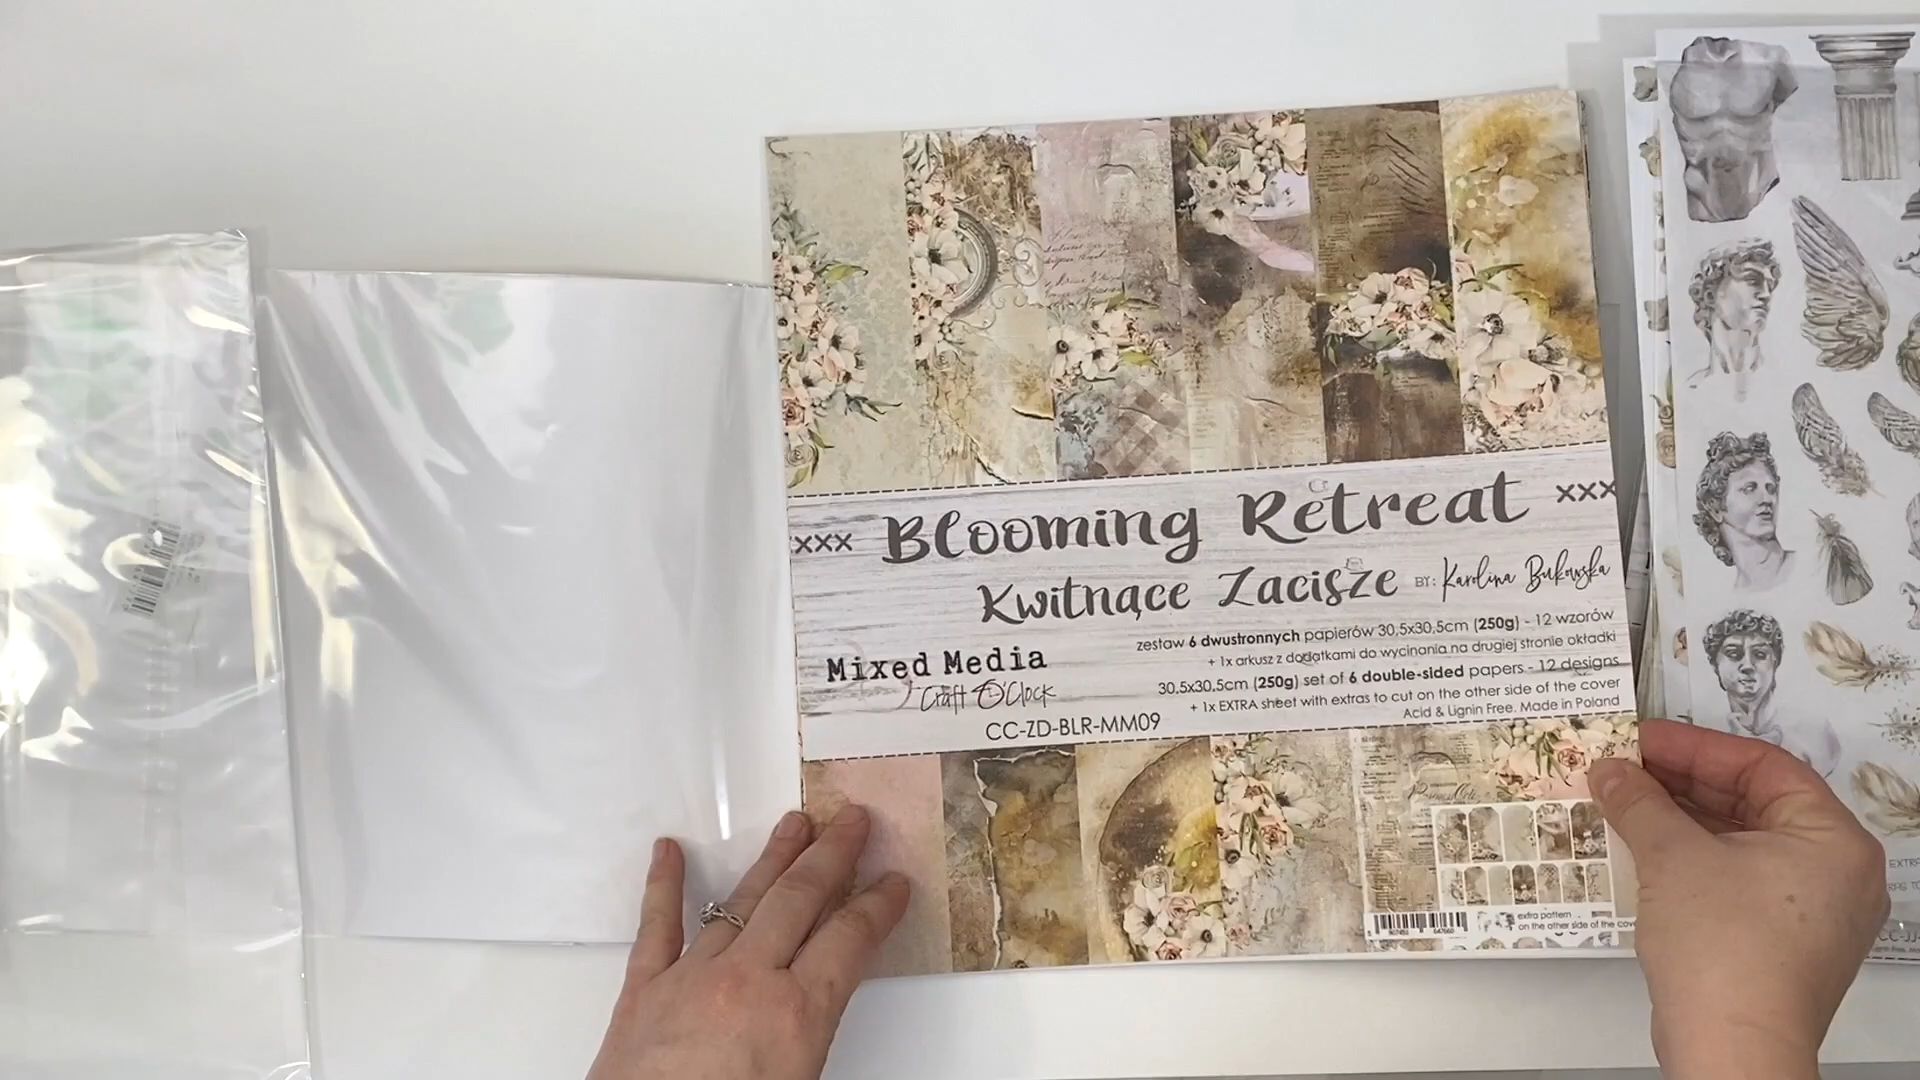 xxx Blooming Retreat xxx
Kwitnące Zacisze BY: Karolina Bukowska
zestaw 6 dwustronnych papierów 30,5x30,5cm (250g) - 12 wzorów
+ 1x arkusz z dodatkami do wycinania na drugiej stronie okładki
30,5x30,5cm (250g) set of 6 double-sided papers - 12 designs
+ 1x EXTRA sheet with extras to cut on the other side of the cover
Acid & Lignin Free. Made in Poland
Mixed Media
Craft O'Clock
CC-ZD-BLR-MM09
extra pattern
on the other side of the cove